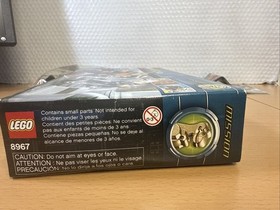 LEGO
8967
Contains small parts. Not intended for
children under 3 years
Contient des petites pièces. Ne convient
pas aux enfants de moins de 3 ans
Contiene piezas pequeñas. No se deje al
alcance de menores de 3 años
CAUTION : Do not aim at eyes or face
ATTENTION : Ne pas viser les yeux ni le visage
PRECAUCIÓN
0-3
MISSION